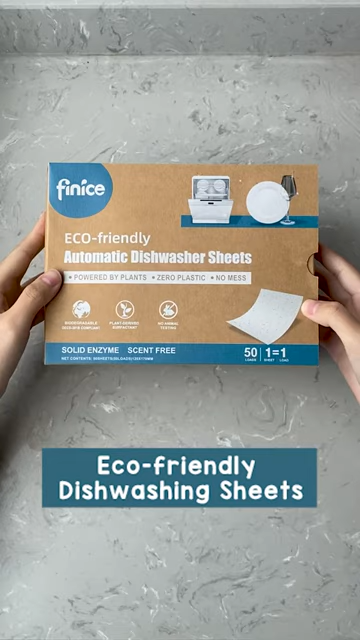 finice
ECO-friendly
Automatic Dishwasher Sheets
• POWERED BY PLANTS • ZERO PLASTIC • NO MESS
BIODEGRADABLE
PLANT-DERIVED
SURFACTANT
NO ANIMAL
TESTING
SOLID ENZYME SCENT FREE
50 1=1
LOADS SHEET LOAD
Eco-friendly
Dishwashing Sheets